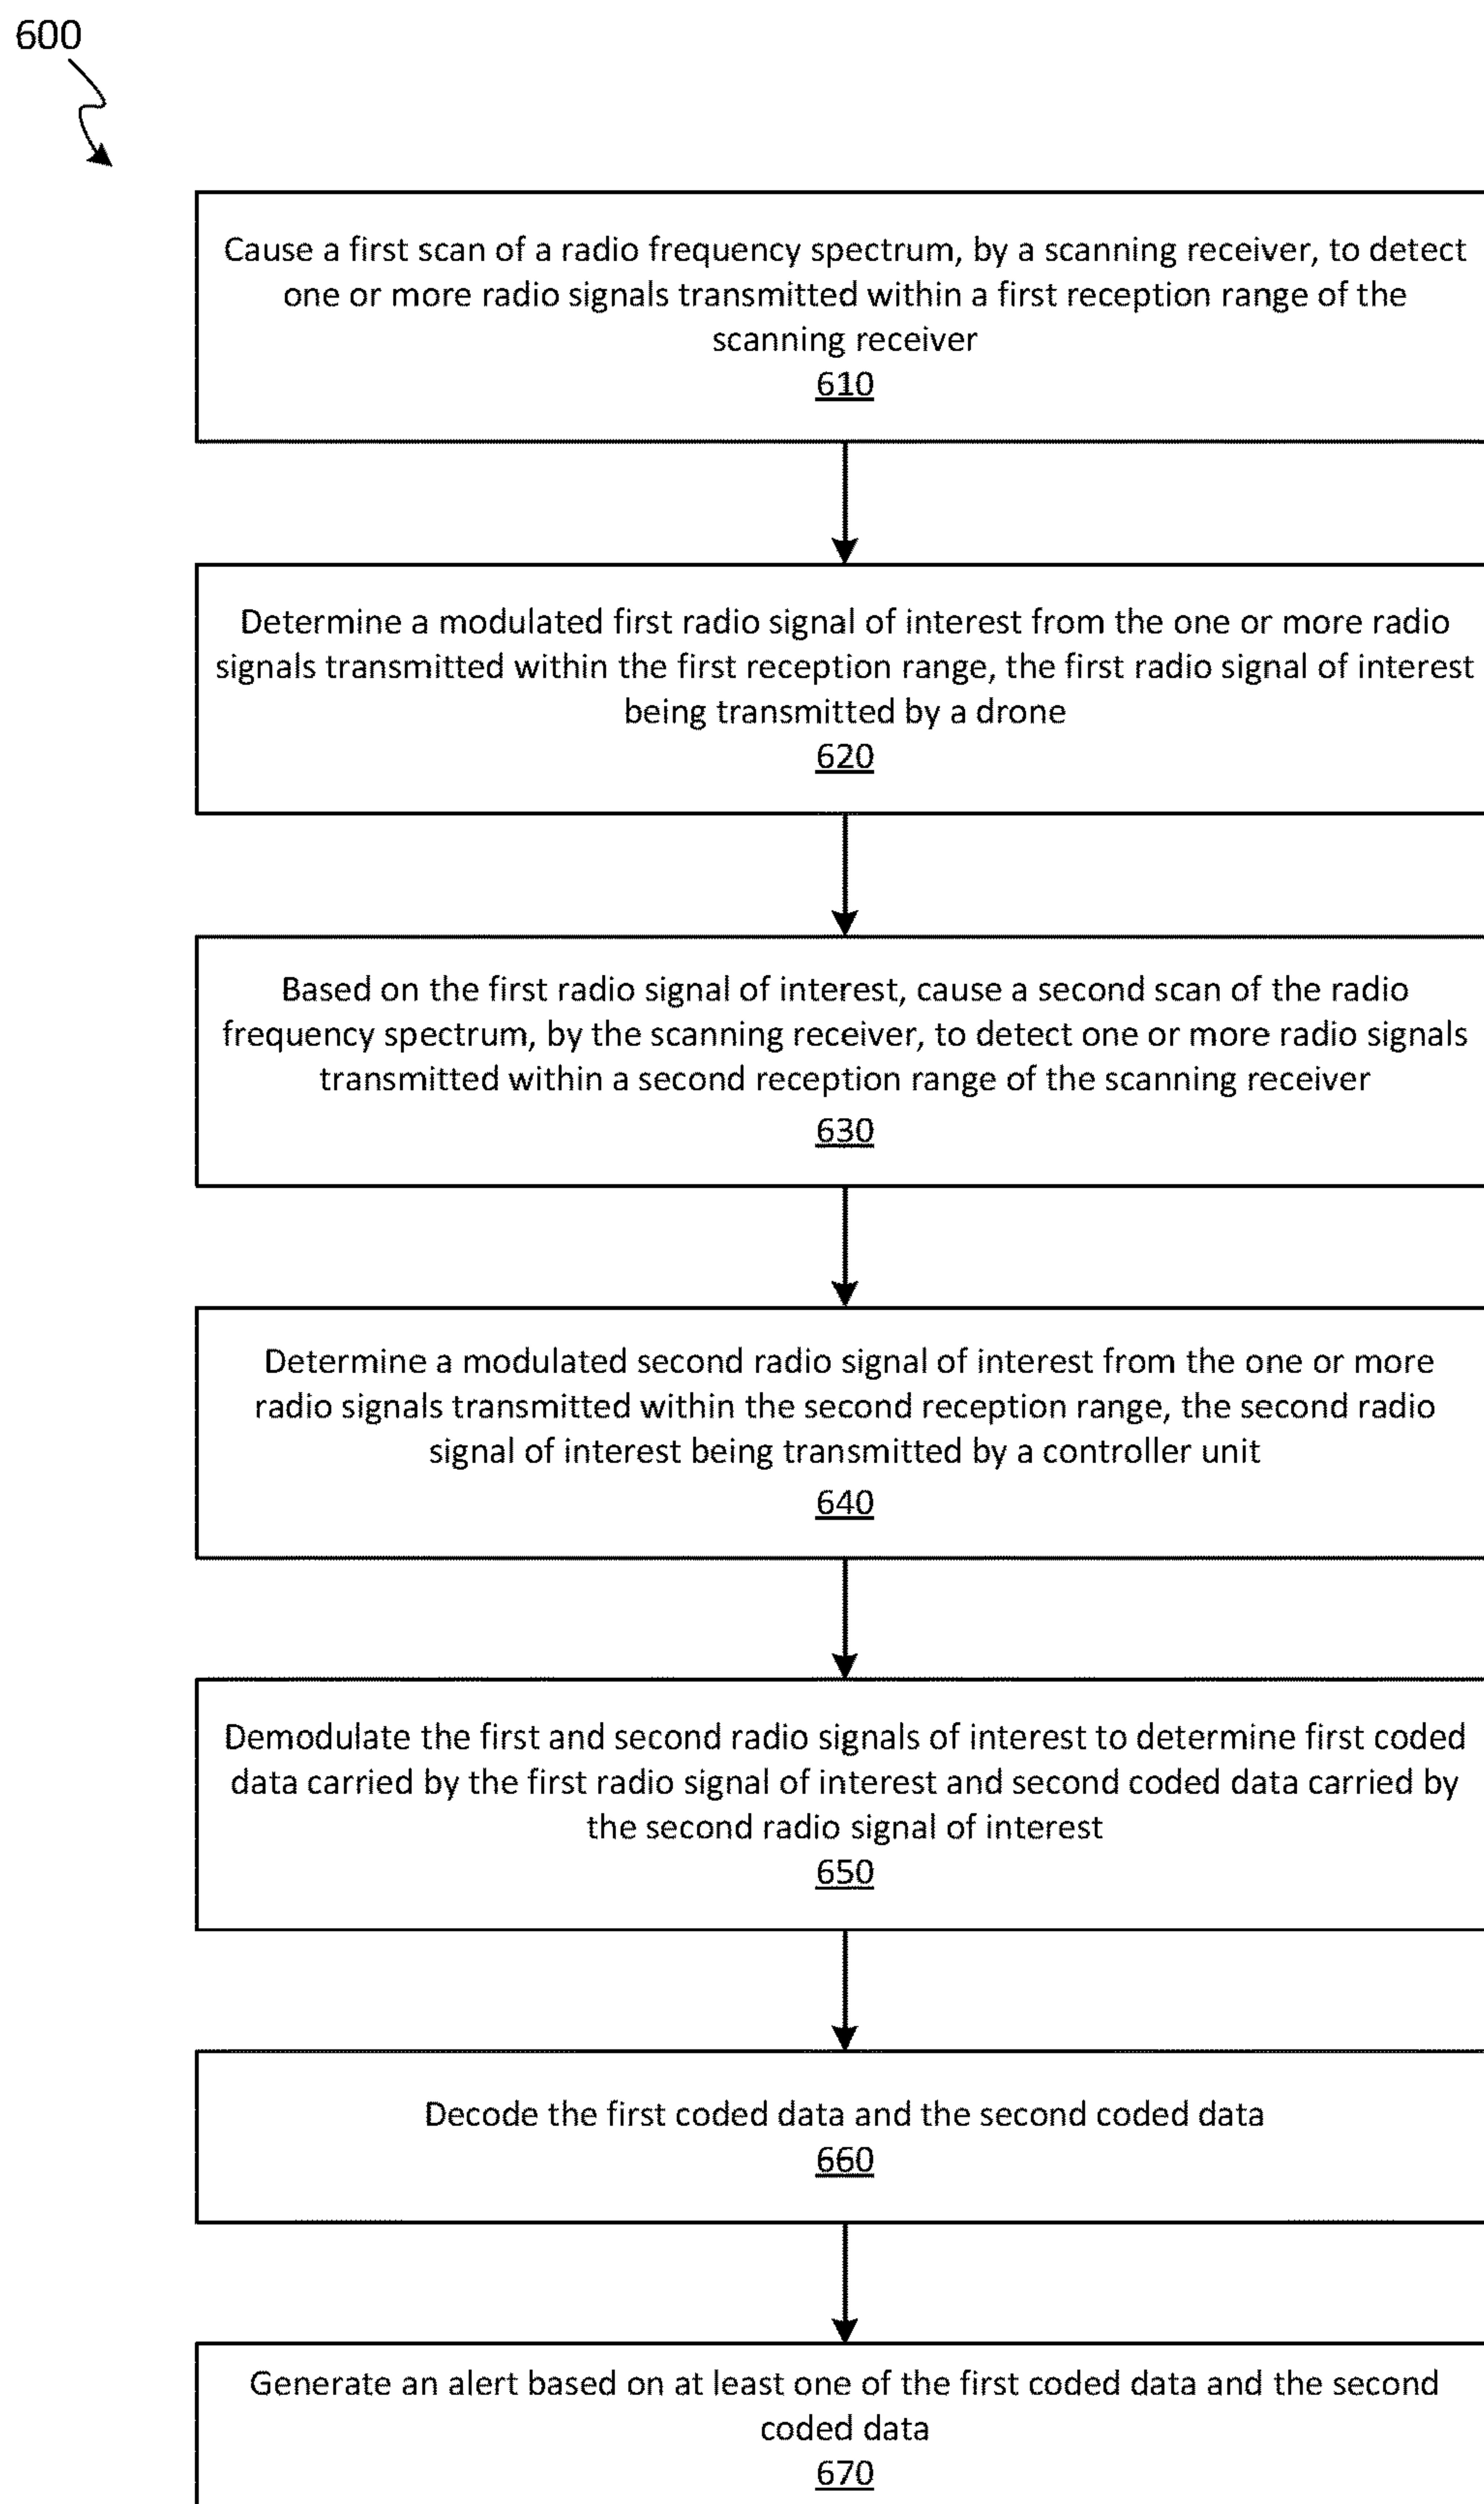 600
Cause a first scan of a radio frequency spectrum, by a scanning receiver, to detect
one or more radio signals transmitted within a first reception range of the
scanning receiver
610
Determine a modulated first radio signal of interest from the one or more radio
signals transmitted within the first reception range, the first radio signal of interest
being transmitted by a drone
620
Based on the first radio signal of interest, cause a second scan of the radio
frequency spectrum, by the scanning receiver, to detect one or more radio signals
transmitted within a second reception range of the scanning receiver
630
Determine a modulated second radio signal of interest from the one or more
radio signals transmitted within the second reception range, the second radio
signal of interest being transmitted by a controller unit
640
Demodulate the first and second radio signals of interest to determine first coded
data carried by the first radio signal of interest and second coded data carried by
the second radio signal of interest
650
Decode the first coded data and the second coded data
660
Generate an alert based on at least one of the first coded data and the second
coded data
670